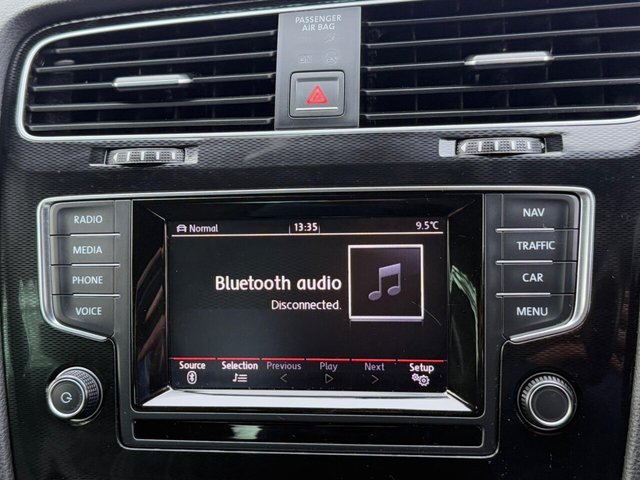 PASSENGER
AIR BAG
RADIO
MEDIA
PHONE
VOICE
Normal 13:35 9.5°C
Bluetooth audio
Disconnected.
Source Selection Previous Play Next Setup
NAV
TRAFFIC
CAR
MENU